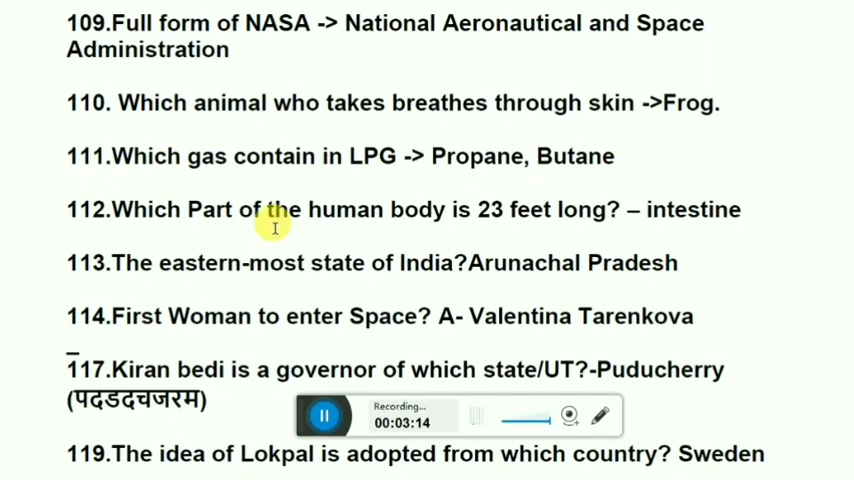 109.Full form of NASA -> National Aeronautical and Space
Administration
110. Which animal who takes breathes through skin ->Frog.
111.Which gas contain in LPG -> Propane, Butane
112.Which Part of the human body is 23 feet long? – intestine
113.The eastern-most state of India?Arunachal Pradesh
114.First Woman to enter Space? A- Valentina Tarenkova
_
117.Kiran bedi is a governor of which state/UT?-Puducherry
(पदडदचजरम)
Recording...
00:03:14
119.The idea of Lokpal is adopted from which country? Sweden